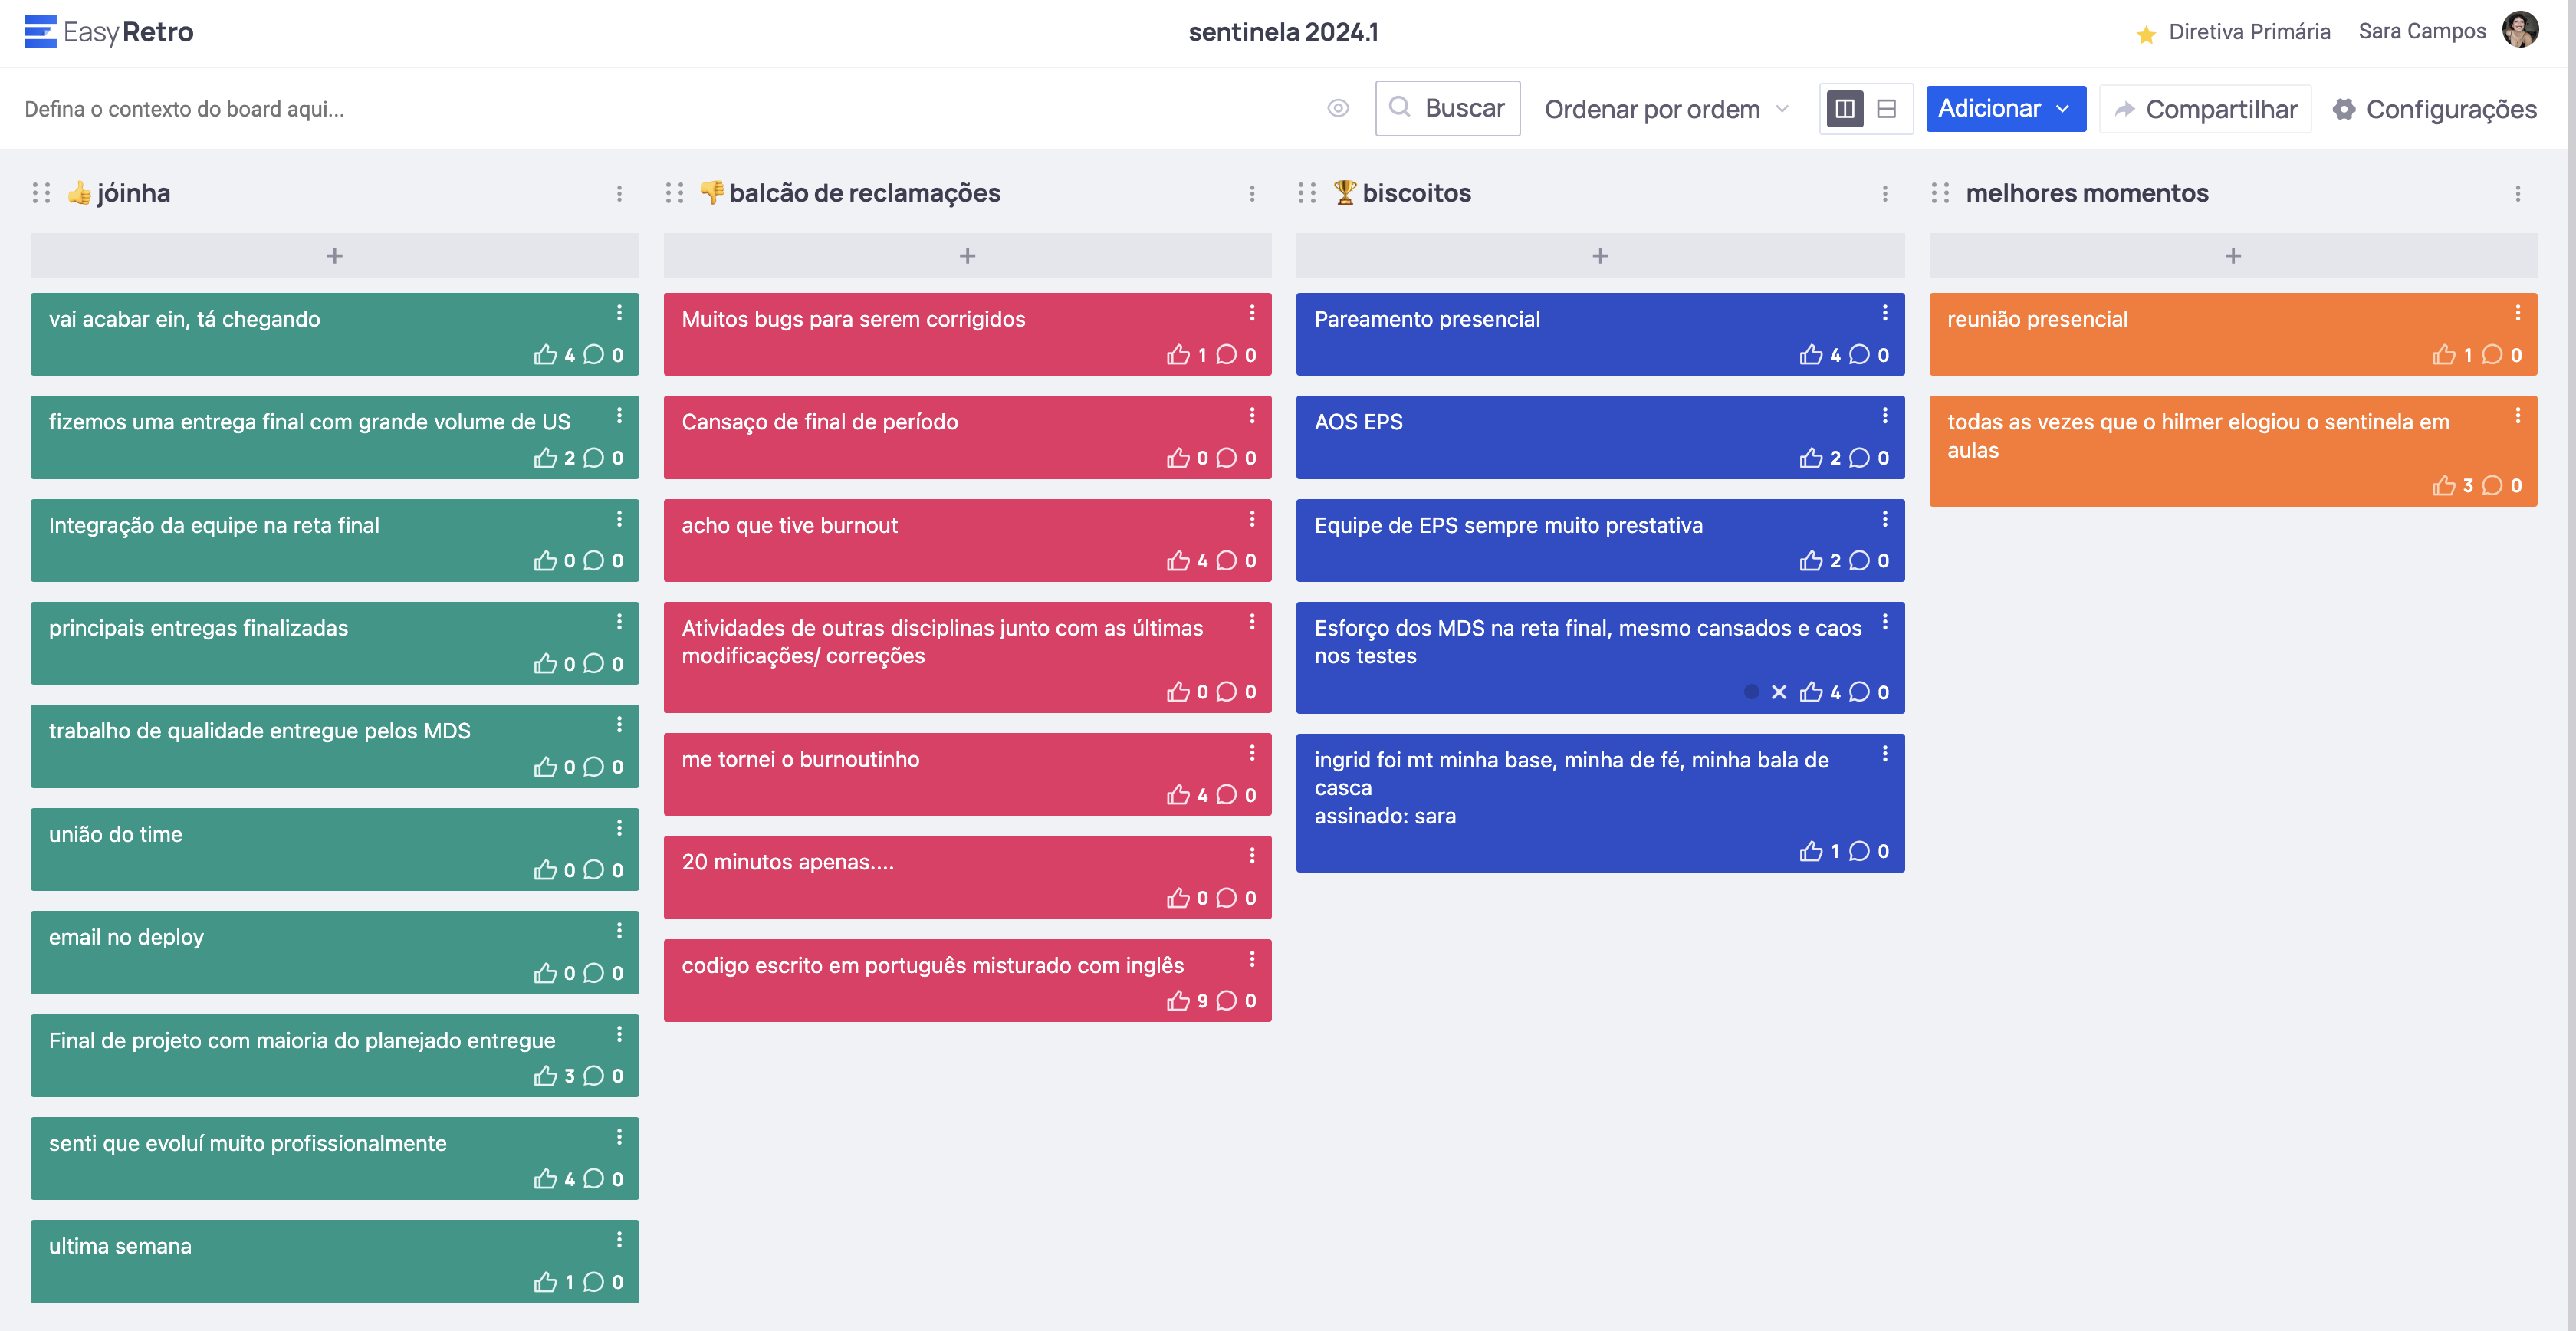 EasyRetro
sentinela 2024.1
Diretiva Primária
Sara Campos
Defina o contexto do board aqui...
Buscar
Ordenar por ordem
Adicionar
Compartilhar
Configurações
👍 jóinha
+
vai acabar ein, tá chegando
4 0
fizemos uma entrega final com grande volume de US
2 0
Integração da equipe na reta final
0 0
principais entregas finalizadas
0 0
trabalho de qualidade entregue pelos MDS
0 0
união do time
0 0
email no deploy
0 0
Final de projeto com maioria do planejado entregue
3 0
senti que evoluí muito profissionalmente
4 0
ultima semana
1 0
👎 balcão de reclamações
+
Muitos bugs para serem corrigidos
1 0
Cansaço de final de período
0 0
acho que tive burnout
4 0
Atividades de outras disciplinas junto com as últimas
modificações/ correções
0 0
me tornei o burnoutinho
4 0
20 minutos apenas....
0 0
codigo escrito em português misturado com inglês
9 0
🏆 biscoitos
+
Pareamento presencial
4 0
AOS EPS
2 0
Equipe de EPS sempre muito prestativa
2 0
Esforço dos MDS na reta final, mesmo cansados e caos
nos testes
4 0
ingrid foi mt minha base, minha de fé, minha bala de
casca
assinado: sara
1 0
melhores momentos
+
reunião presencial
1 0
todas as vezes que o hilmer elogiou o sentinela em
aulas
3 0